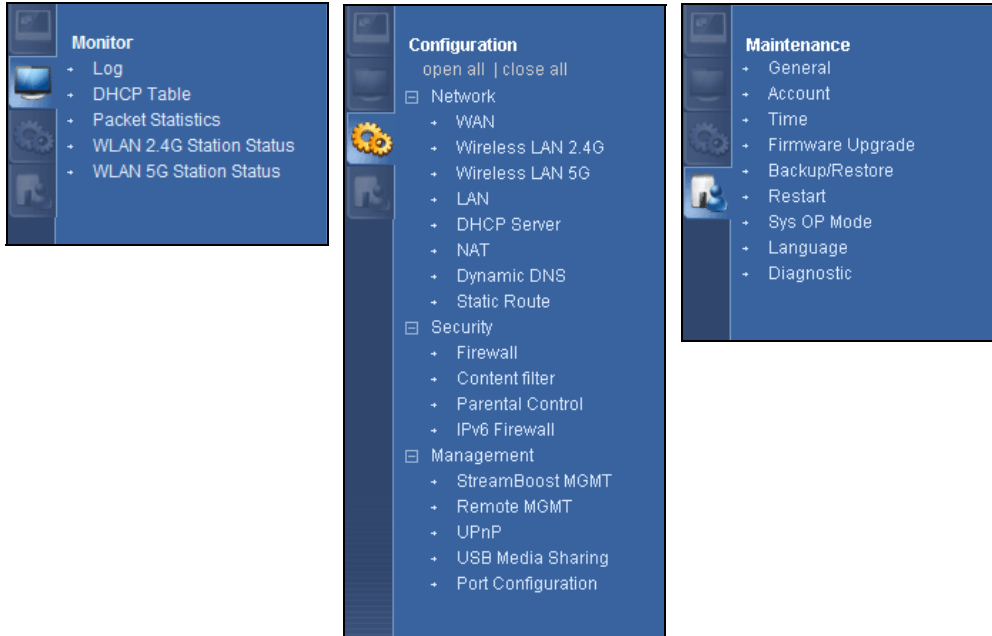 Monitor
Log
DHCP Table
Packet Statistics
WLAN 2.4G Station Status
WLAN 5G Station Status
Configuration
open all | close all
Network
WAN
Wireless LAN 2.4G
Wireless LAN 5G
LAN
DHCP Server
NAT
Dynamic DNS
Static Route
Security
Firewall
Content filter
Parental Control
IPv6 Firewall
Management
StreamBoost MGMT
Remote MGMT
UPnP
USB Media Sharing
Port Configuration
Maintenance
General
Account
Time
Firmware Upgrade
Backup/Restore
Restart
Sys OP Mode
Language
Diagnostic